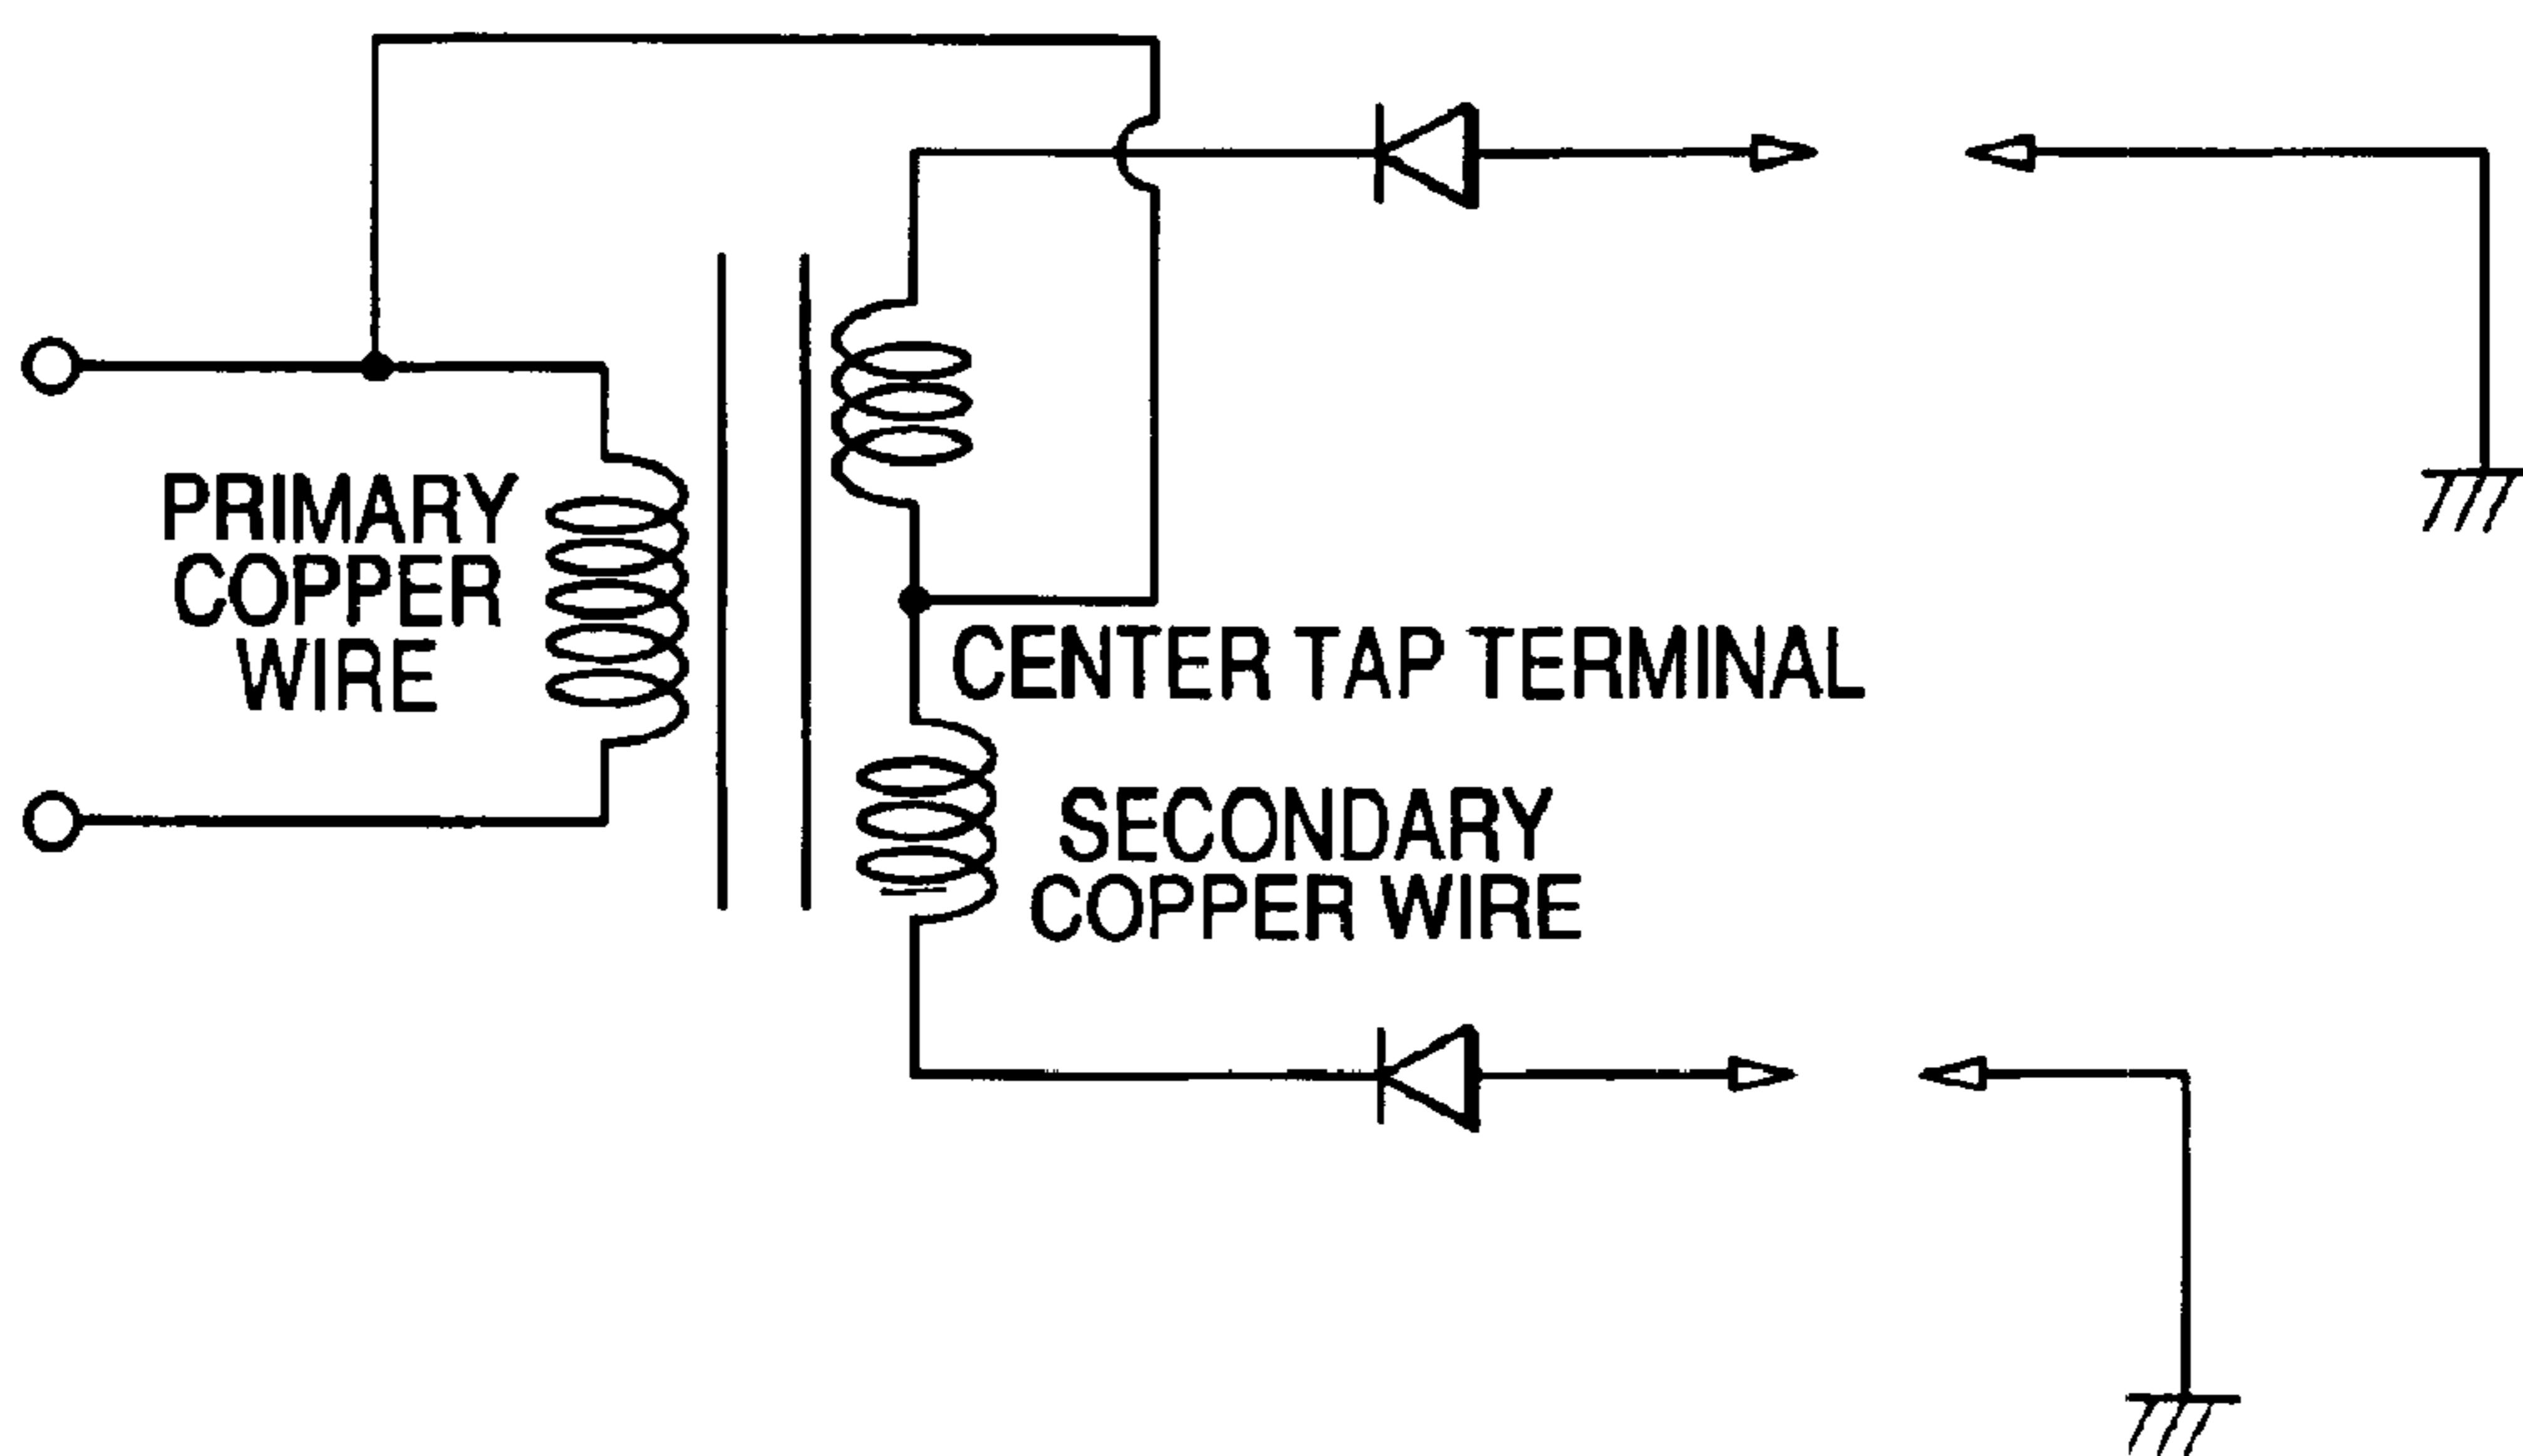 PRIMARY
COPPER
WIRE
CENTER TAP TERMINAL
SECONDARY
COPPER WIRE